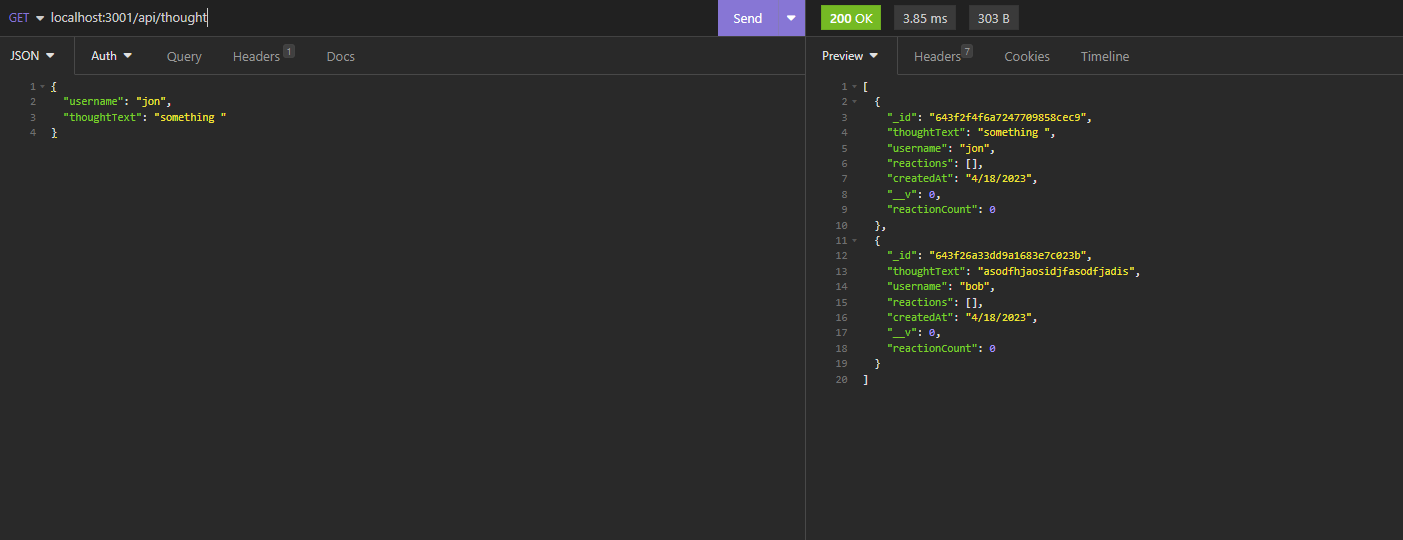 GET localhost:3001/api/thought Send 200 OK 3.85 ms 303 B
JSON Auth Query Headers 1 Docs Preview Headers 7 Cookies Timeline
1 {
2 "username": "jon",
3 "thoughtText": "something "
4 }
1 [
2 {
3 "_id": "643f2f4f6a7247709858cec9",
4 "thoughtText": "something ",
5 "username": "jon",
6 "reactions": [],
7 "createdAt": "4/18/2023",
8 "__v": 0,
9 "reactionCount": 0
10 },
11 {
12 "_id": "643f26a33dd9a1683e7c023b",
13 "thoughtText": "asodfhjaosidjfasodfjadis",
14 "username": "bob",
15 "reactions": [],
16 "createdAt": "4/18/2023",
17 "__v": 0,
18 "reactionCount": 0
19 }
20 ]